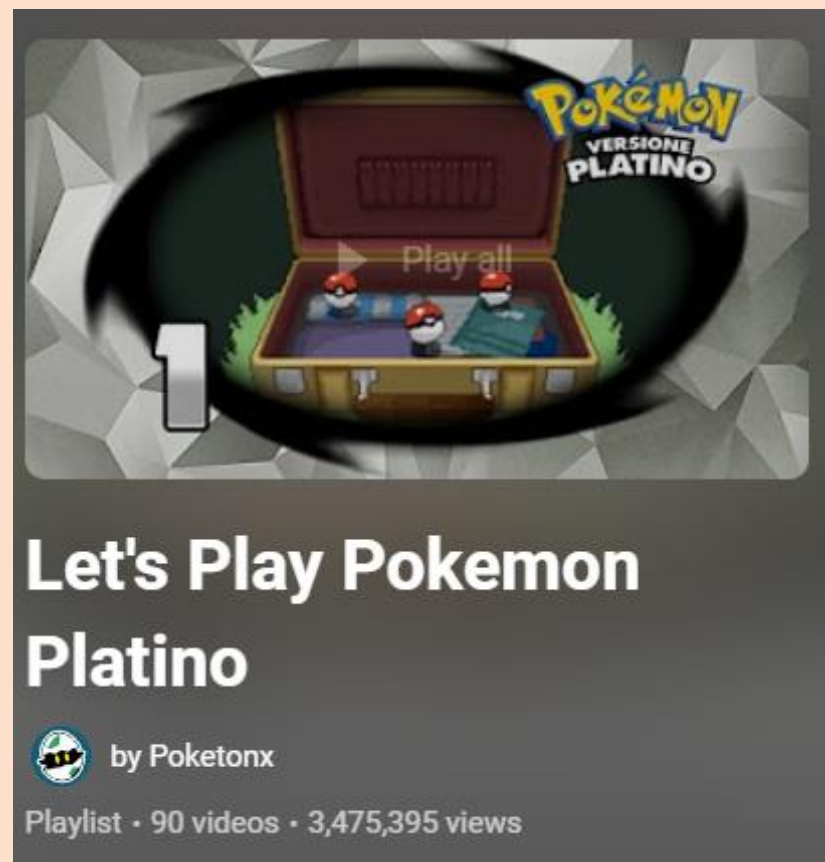 POKéMON
VERSIONE
PLATINO
Play all
1
Let's Play Pokemon
Platino
by Poketonx
Playlist • 90 videos • 3,475,395 views